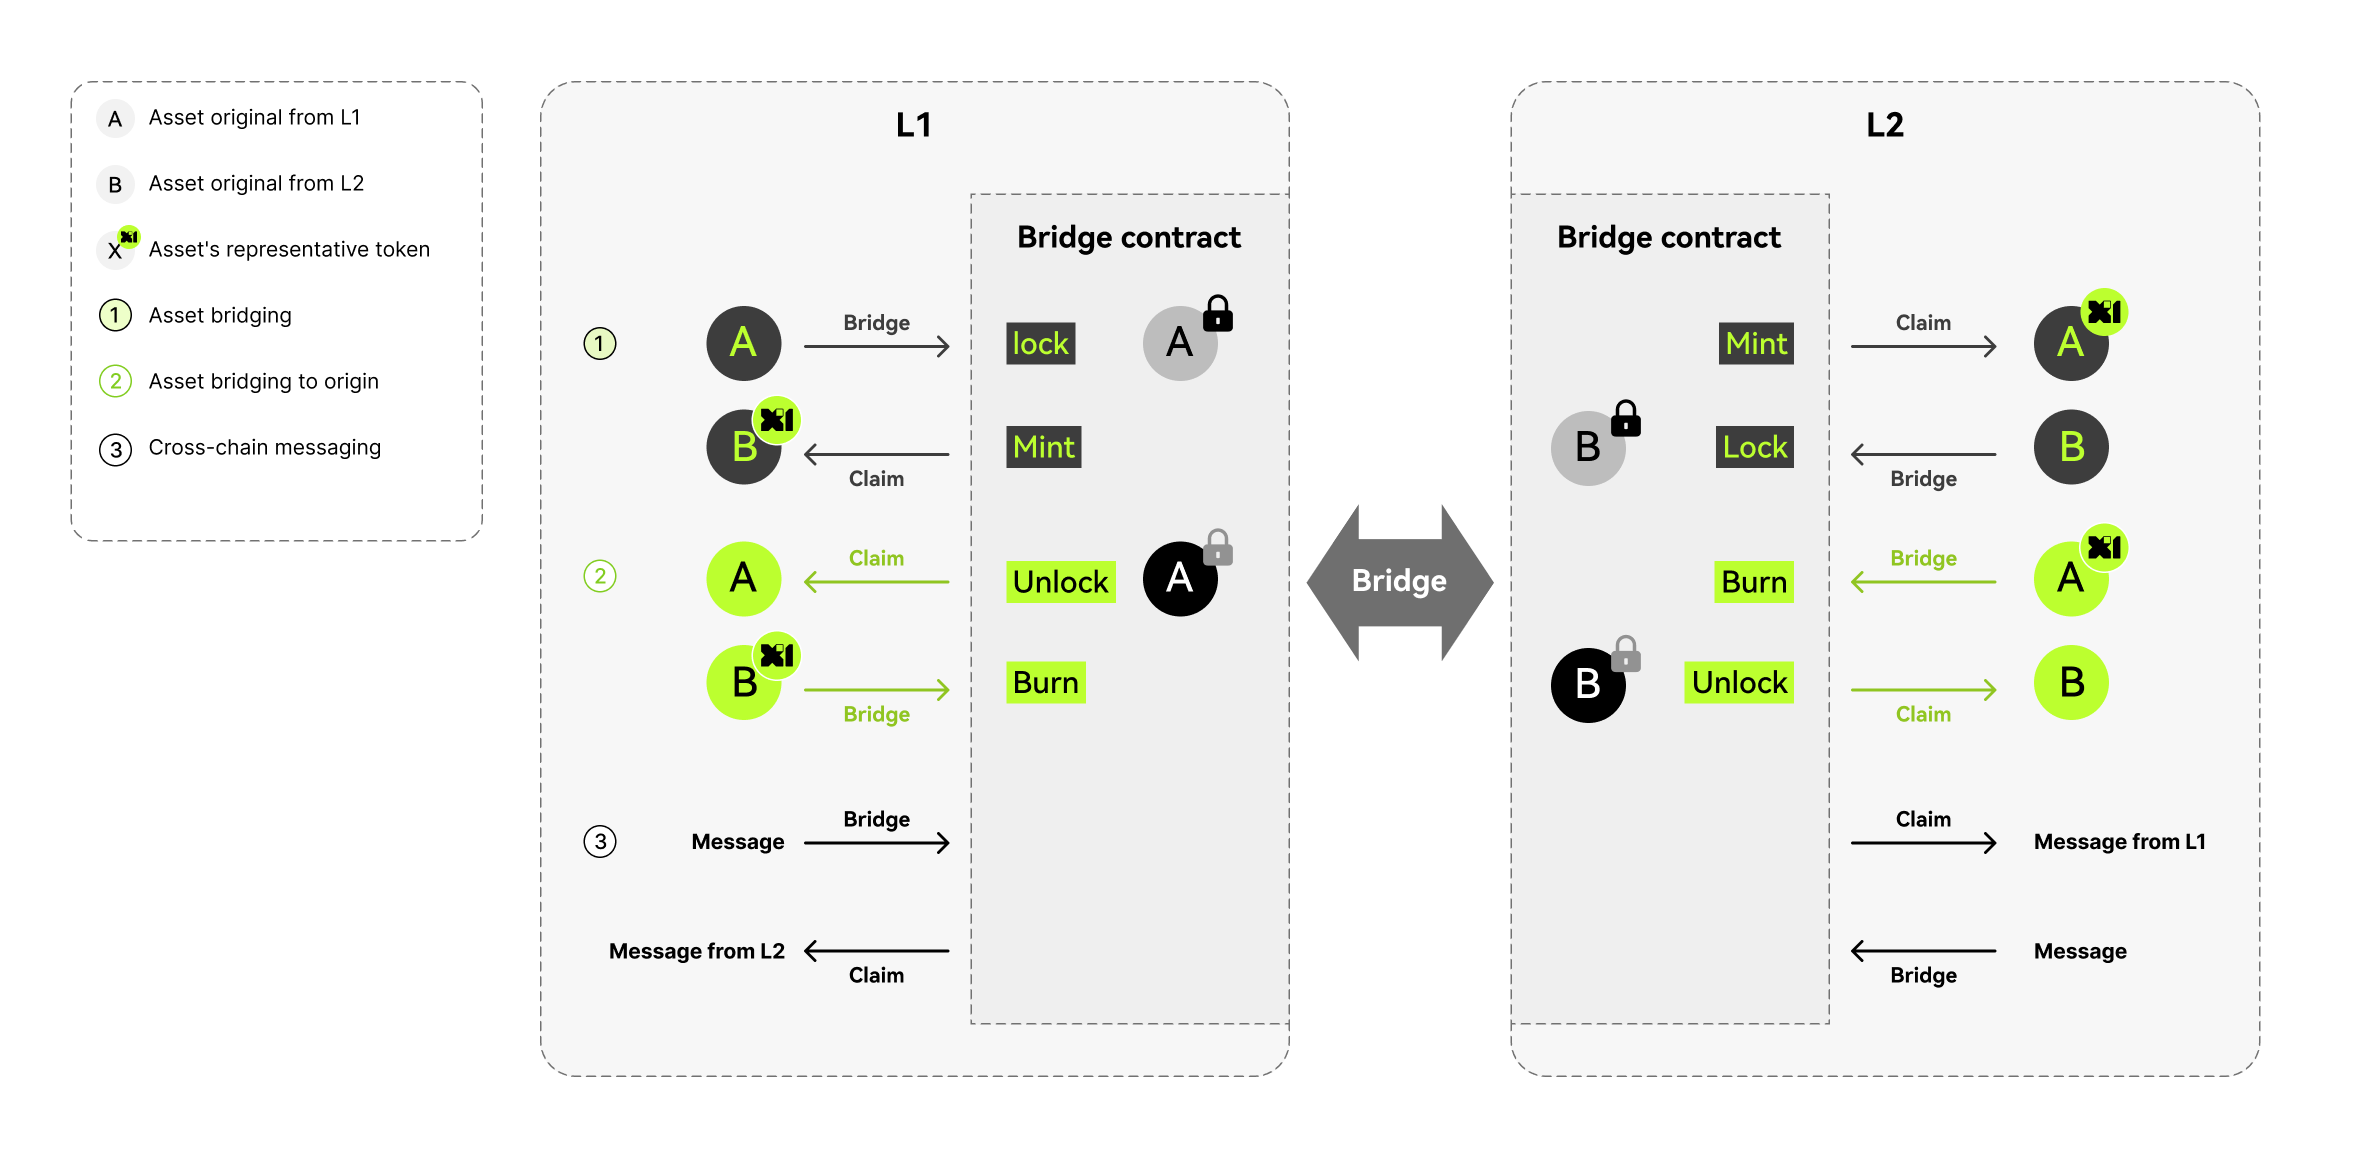 A Asset original from L1
B Asset original from L2
X Asset's representative token
1 Asset bridging
2 Asset bridging to origin
3 Cross-chain messaging
L1
Bridge contract
1 A Bridge lock A
B Claim Mint
2 A Claim Unlock A
B Bridge Burn
3 Message Bridge
Message from L2 Claim
Bridge
L2
Bridge contract
Mint Claim A
B Lock Bridge B
Burn Bridge A
B Unlock Claim B
Claim Message from L1
Bridge Message